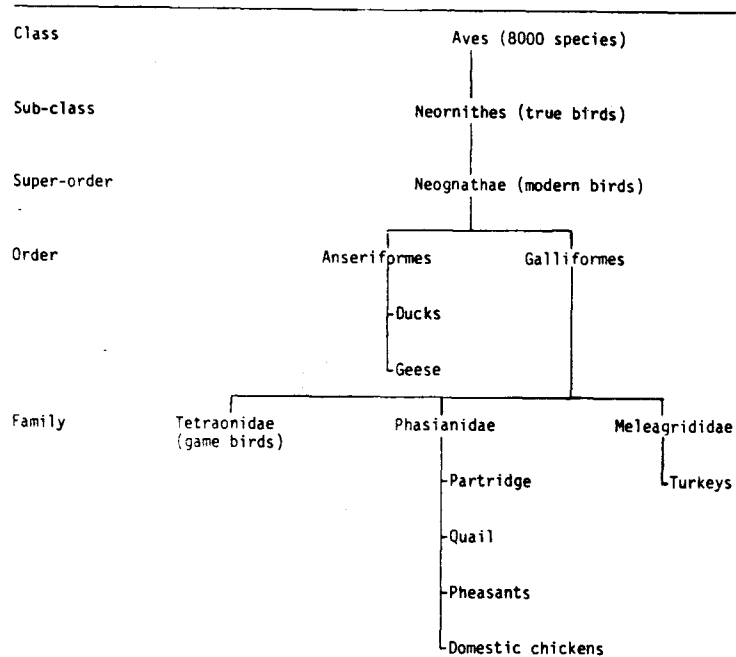 Class Aves (8000 species)
Sub-class Neornithes (true birds)
Super-order Neognathae (modern birds)
Order Anseriformes Galliformes
Ducks
Geese
Family Tetraonidae Phasianidae Meleagrididae
(game birds)
Partridge Turkeys
Quail
Pheasants
Domestic chickens